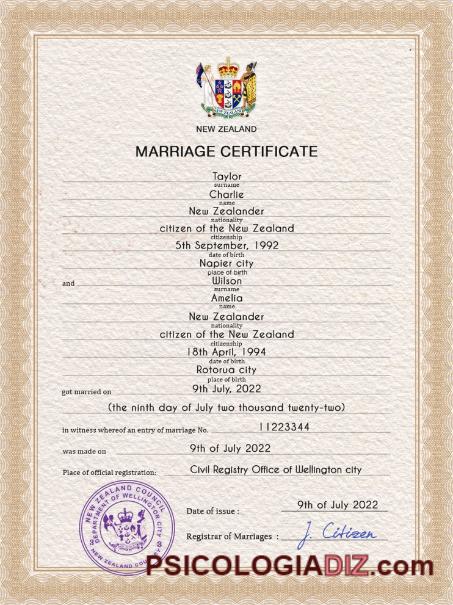 NEW ZEALAND
MARRIAGE CERTIFICATE
Taylor
surname
Charlie
name
New Zealander
nationality
citizen of the New Zealand
citizenship
5th September, 1992
date of birth
Napier city
place of birth
and Wilson
surname
Amelia
name
New Zealander
nationality
citizen of the New Zealand
citizenship
18th April, 1994
date of birth
Rotorua city
place of birth
got married on 9th July, 2022
(the ninth day of July two thousand twenty-two)
in witness whereof an entry of marriage No. 11223344
was made on 9th of July 2022
Place of official registration: Civil Registry Office of Wellington city
NEW ZEALAND COUNCIL
DEPARTMENT OF WELLINGTON CITY
NEW ZEALAND COUNCIL
Date of issue : 9th of July 2022
Registrar of Marriages : J. Citizen
PSICOLOGIADIZ.com